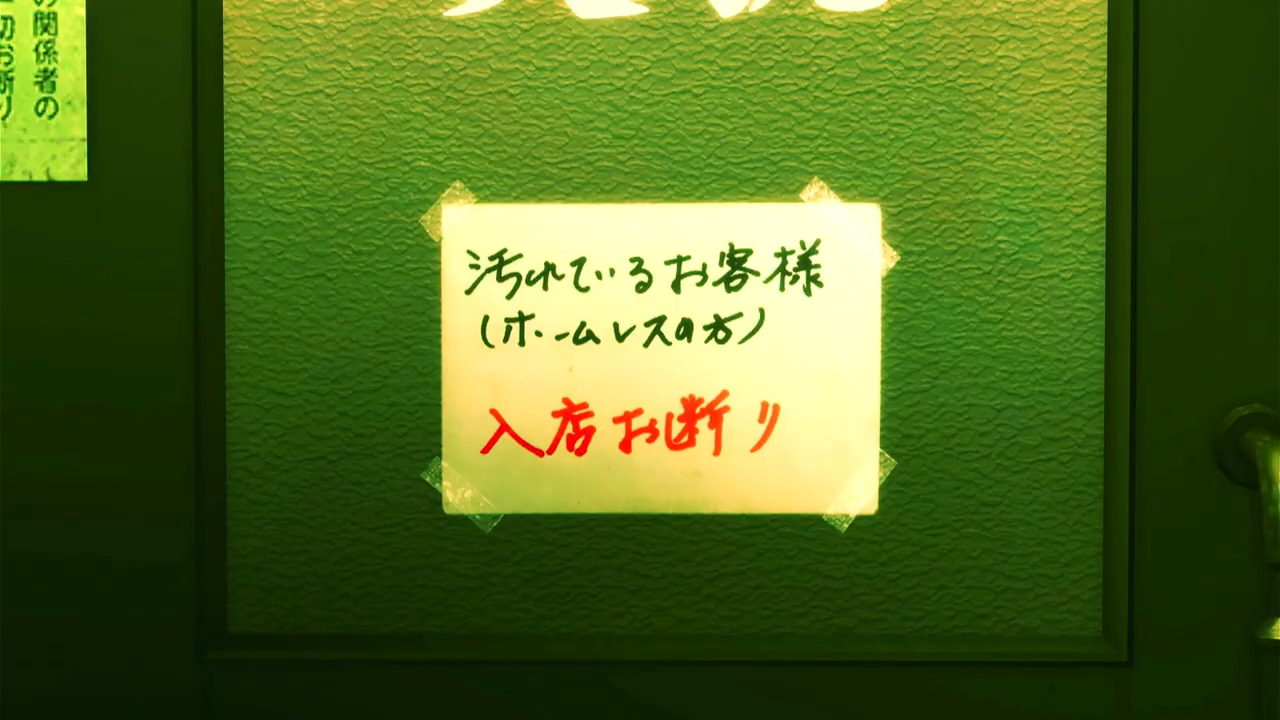 の関係者の
切お断り
汚れているお客様
(ホームレスの方)
入店お断り